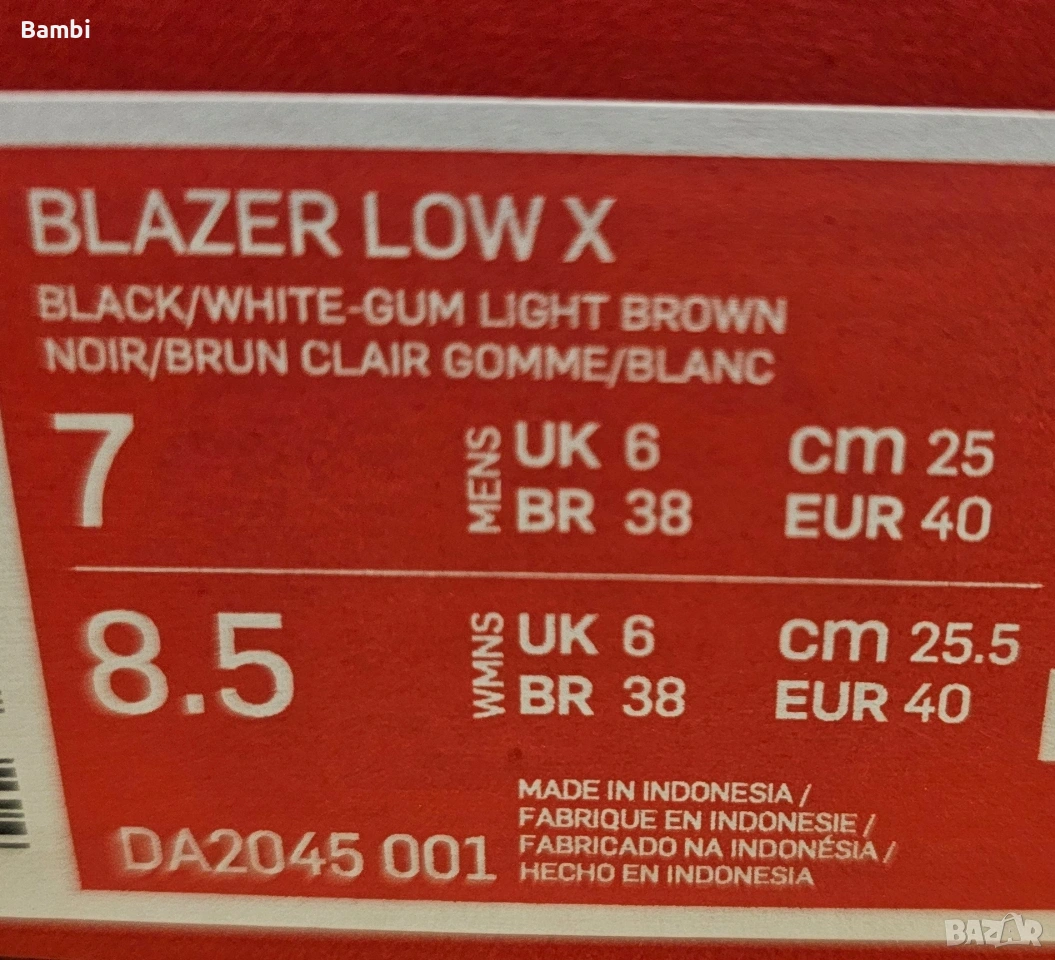 Bambi
BLAZER LOW X
BLACK/WHITE-GUM LIGHT BROWN
NOIR/BRUN CLAIR GOMME/BLANC
7 MENS UK 6 cm 25
BR 38 EUR 40
8.5 WMNS UK 6 cm 25.5
BR 38 EUR 40
DA2045 001
MADE IN INDONESIA /
FABRIQUE EN INDONESIE /
FABRICADO NA INDONÉSIA /
HECHO EN INDONESIA
BAZAR